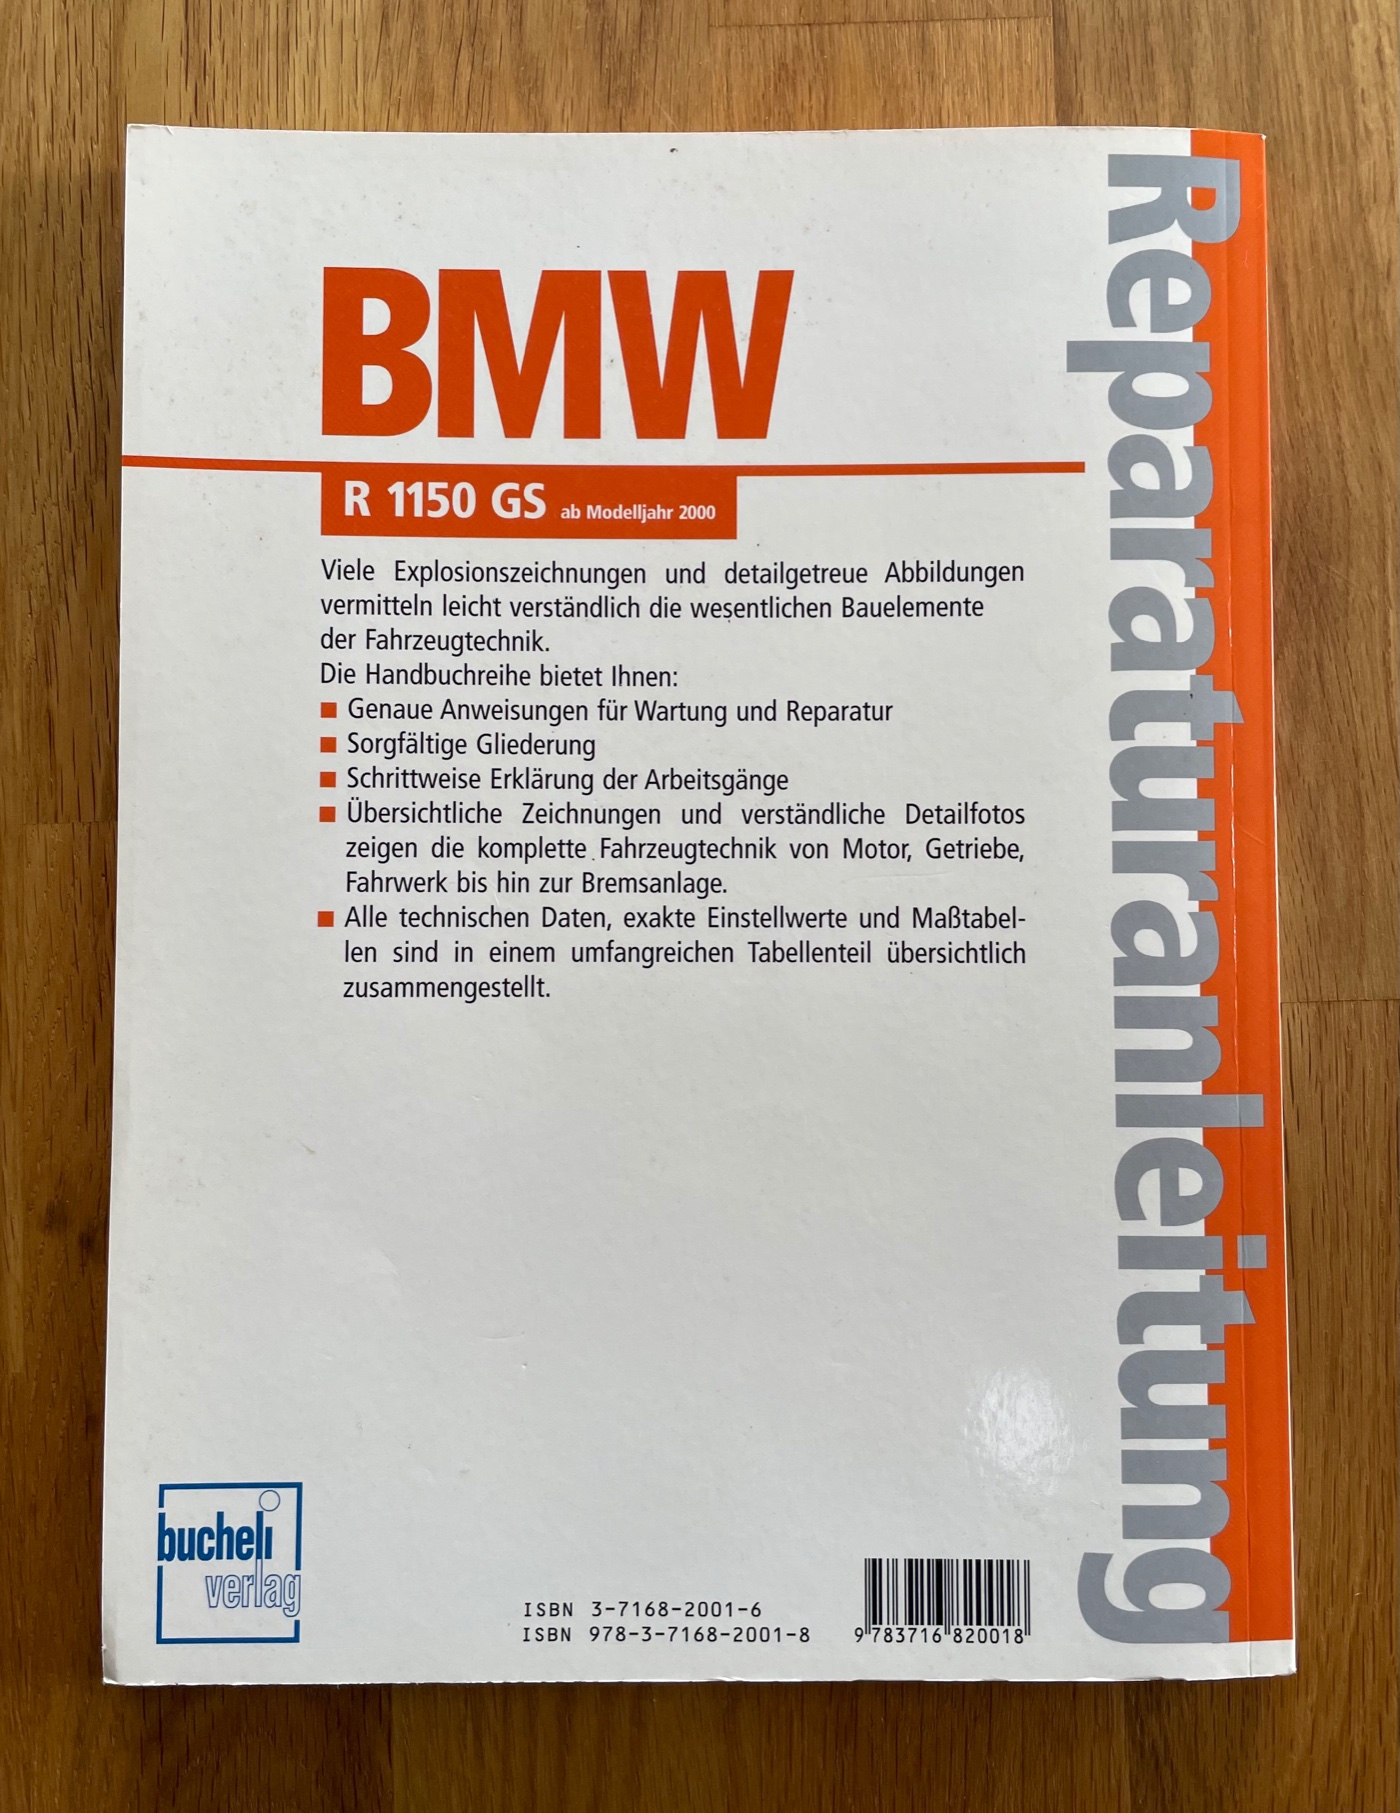 BMW
R 1150 GS ab Modelljahr 2000
Viele Explosionszeichnungen und detailgetreue Abbildungen
vermitteln leicht verständlich die wesentlichen Bauelemente
der Fahrzeugtechnik.
Die Handbuchreihe bietet Ihnen:
■ Genaue Anweisungen für Wartung und Reparatur
■ Sorgfältige Gliederung
■ Schrittweise Erklärung der Arbeitsgänge
■ Übersichtliche Zeichnungen und verständliche Detailfotos
zeigen die komplette Fahrzeugtechnik von Motor, Getriebe,
Fahrwerk bis hin zur Bremsanlage.
■ Alle technischen Daten, exakte Einstellwerte und Maßtabel-
len sind in einem umfangreichen Tabellenteil übersichtlich
zusammengestellt.
Reparaturanleitung
bucheli
verlag
ISBN 3-7168-2001-6
ISBN 978-3-7168-2001-8
9 783716 820018